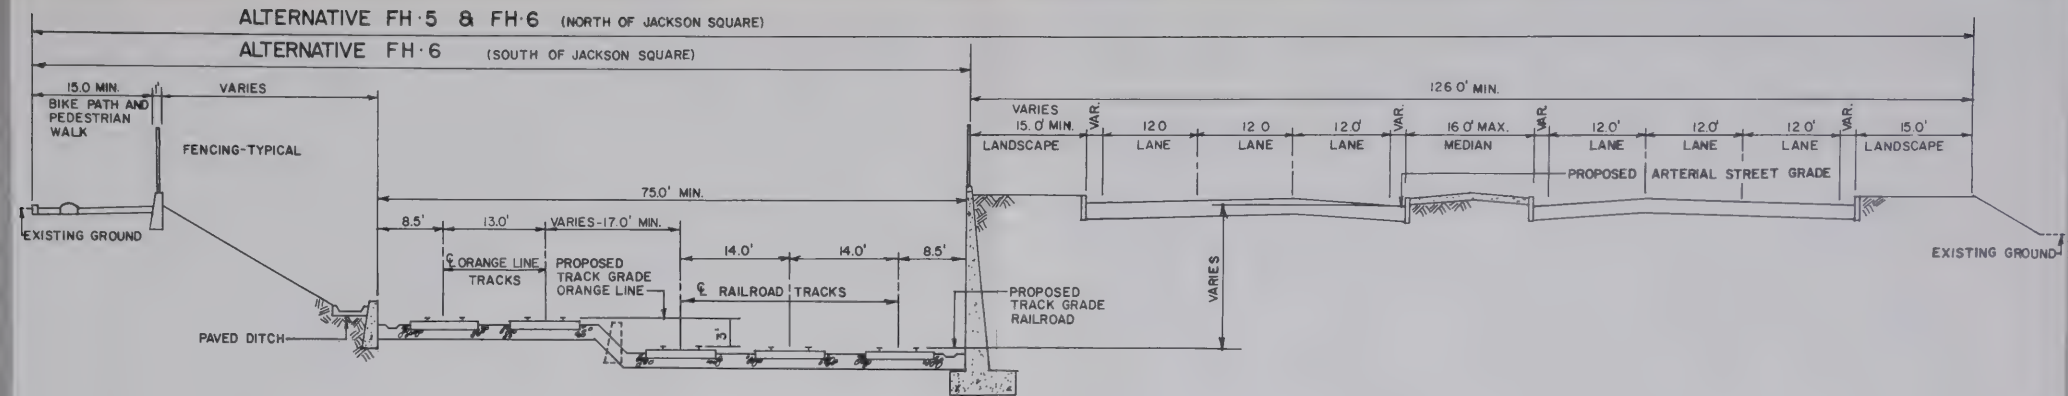 ALTERNATIVE FH·5 & FH·6 (NORTH OF JACKSON SQUARE)
ALTERNATIVE FH·6 (SOUTH OF JACKSON SQUARE)
15.0 MIN.
1'
VARIES
BIKE PATH AND
PEDESTRIAN
WALK
FENCING-TYPICAL
126.0' MIN.
VARIES
15.0' MIN.
LANDSCAPE
VAR.
12.0
LANE
12.0
LANE
12.0'
LANE
VAR.
16.0' MAX.
MEDIAN
VAR.
12.0'
LANE
12.0'
LANE
12.0'
LANE
VAR.
15.0'
LANDSCAPE
PROPOSED ARTERIAL STREET GRADE
75.0' MIN.
8.5'
13.0'
VARIES-17.0' MIN.
14.0'
14.0'
8.5'
EXISTING GROUND
℄ ORANGE LINE
TRACKS
PROPOSED
TRACK GRADE
ORANGE LINE
℄ RAILROAD TRACKS
PROPOSED
TRACK GRADE
RAILROAD
VARIES
EXISTING GROUND
PAVED DITCH
3'